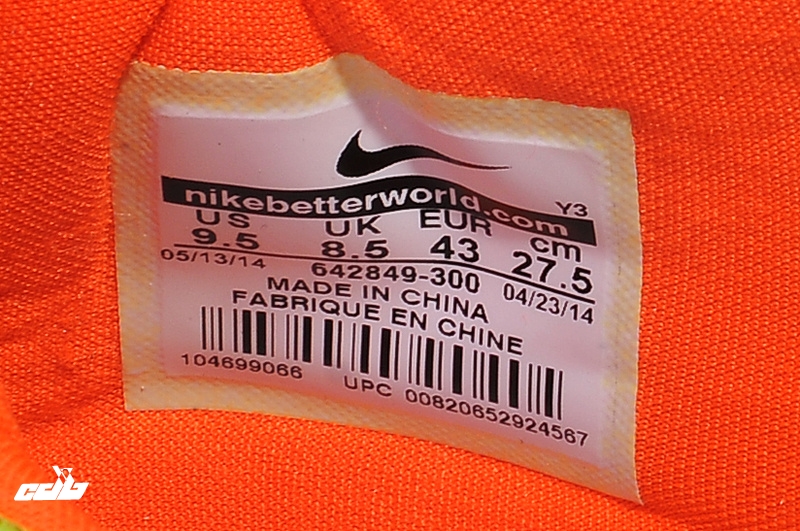 nikebetterworld.com
Y3
US UK EUR cm
9.5 8.5 43 27.5
05/13/14 642849-300 04/23/14
MADE IN CHINA
FABRIQUE EN CHINE
104699066 UPC 00820652924567
cdb